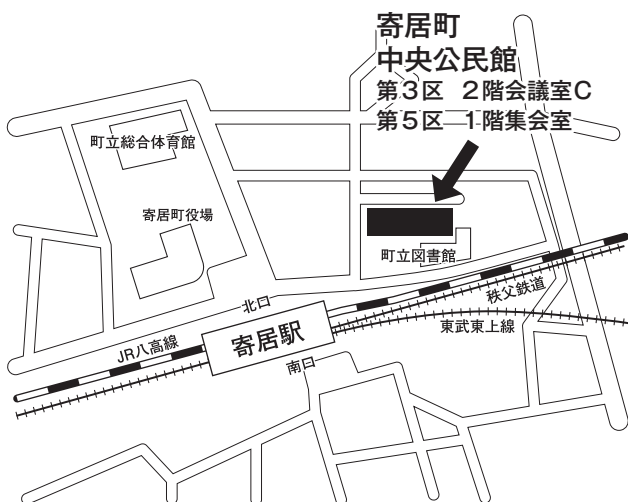 寄居町
中央公民館
第３区　２階会議室C
第５区　１階集会室
町立総合体育館
寄居町役場
町立図書館
北口
秩父鉄道
JR八高線
寄居駅
東武東上線
南口